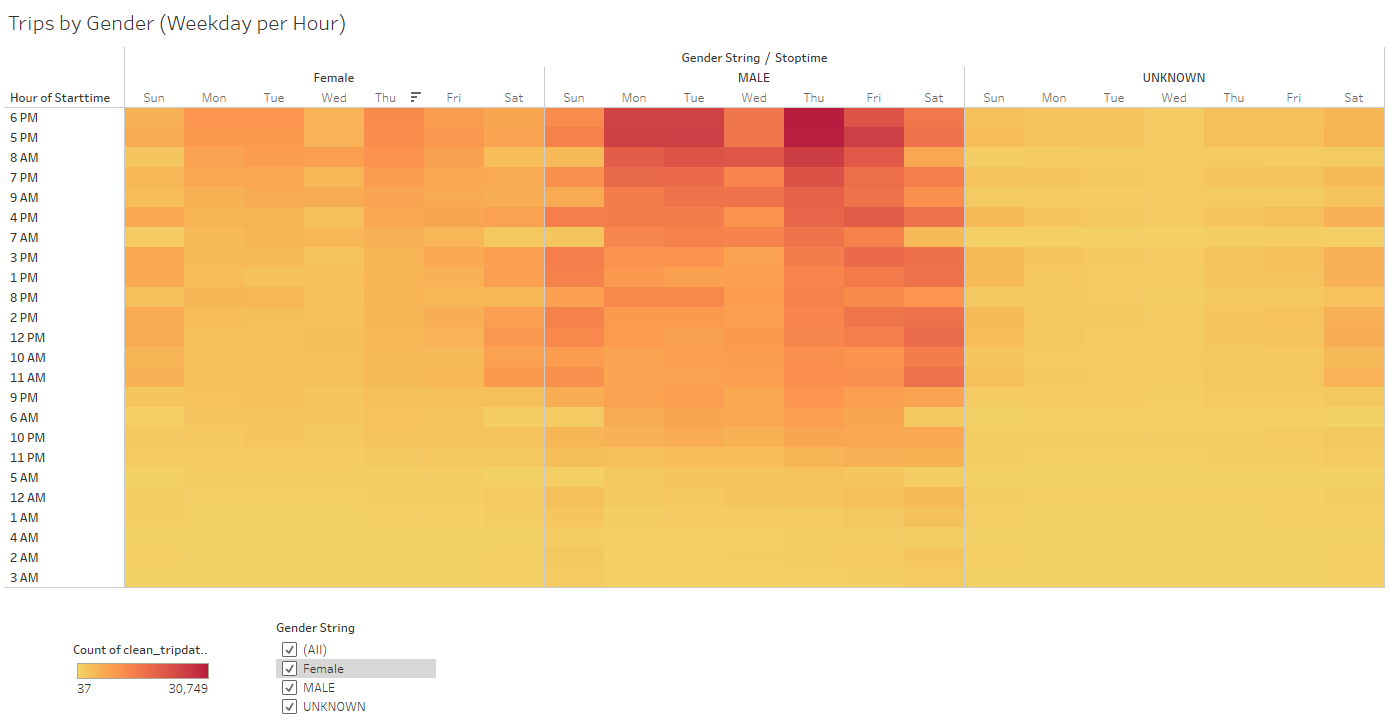 Trips by Gender (Weekday per Hour)
Gender String / Stoptime
Female MALE UNKNOWN
Hour of Starttime Sun Mon Tue Wed Thu Fri Sat Sun Mon Tue Wed Thu Fri Sat Sun Mon Tue Wed Thu Fri Sat
6 PM
5 PM
8 AM
7 PM
9 AM
4 PM
7 AM
3 PM
1 PM
8 PM
2 PM
12 PM
10 AM
11 AM
9 PM
6 AM
10 PM
11 PM
5 AM
12 AM
1 AM
4 AM
2 AM
3 AM
Count of clean_tripdat..
37 30,749
Gender String
(All)
Female
MALE
UNKNOWN